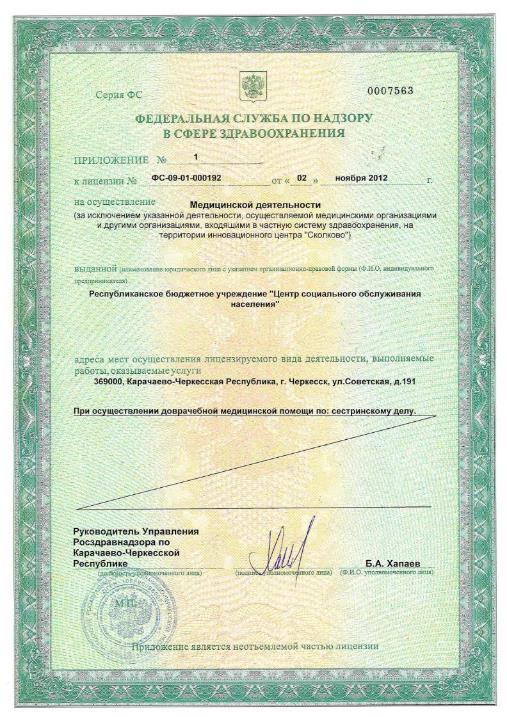 Серия ФС 0007563
ФЕДЕРАЛЬНАЯ СЛУЖБА ПО НАДЗОРУ
В СФЕРЕ ЗДРАВООХРАНЕНИЯ
ПРИЛОЖЕНИЕ № 1
к лицензии № ФС-09-01-000192 от « 02 » ноября 2012 г.
на осуществление Медицинской деятельности
(за исключением указанной деятельности, осуществляемой медицинскими организациями
и другими организациями, входящими в частную систему здравоохранения, на
территории инновационного центра "Сколково")
выданной (наименование юридического лица с указанием организационно-правовой формы (Ф.И.О. индивидуального
предпринимателя)
Республиканское бюджетное учреждение "Центр социального обслуживания
населения"
адреса мест осуществления лицензируемого вида деятельности, выполняемые
работы, оказываемые услуги
369000, Карачаево-Черкесская Республика, г. Черкесск, ул.Советская, д.191
При осуществлении доврачебной медицинской помощи по: сестринскому делу.
Руководитель Управления
Росздравнадзора по
Карачаево-Черкесской
Республике Б.А. Хапаев
(должность уполномоченного лица) (подпись уполномоченного лица) (Ф.И.О. уполномоченного лица)
М.П.
Приложение является неотъемлемой частью лицензии